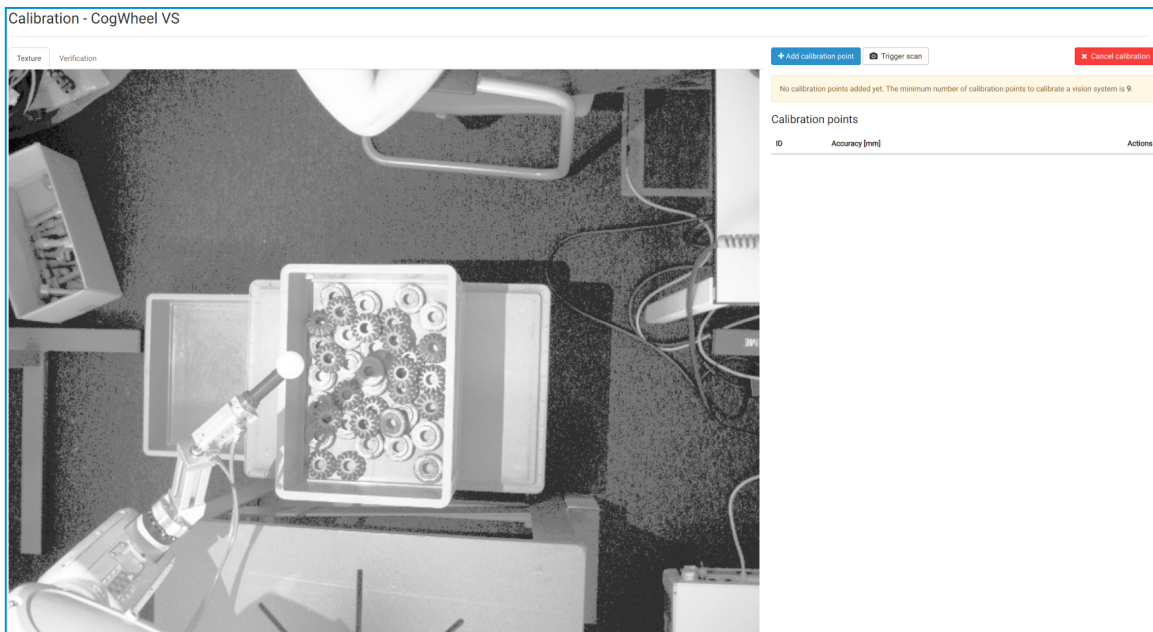 Calibration - CogWheel VS
Texture Verification
Add calibration point Trigger scan Cancel calibration
No calibration points added yet. The minimum number of calibration points to calibrate a vision system is 9.
Calibration points
ID Accuracy [mm] Actions